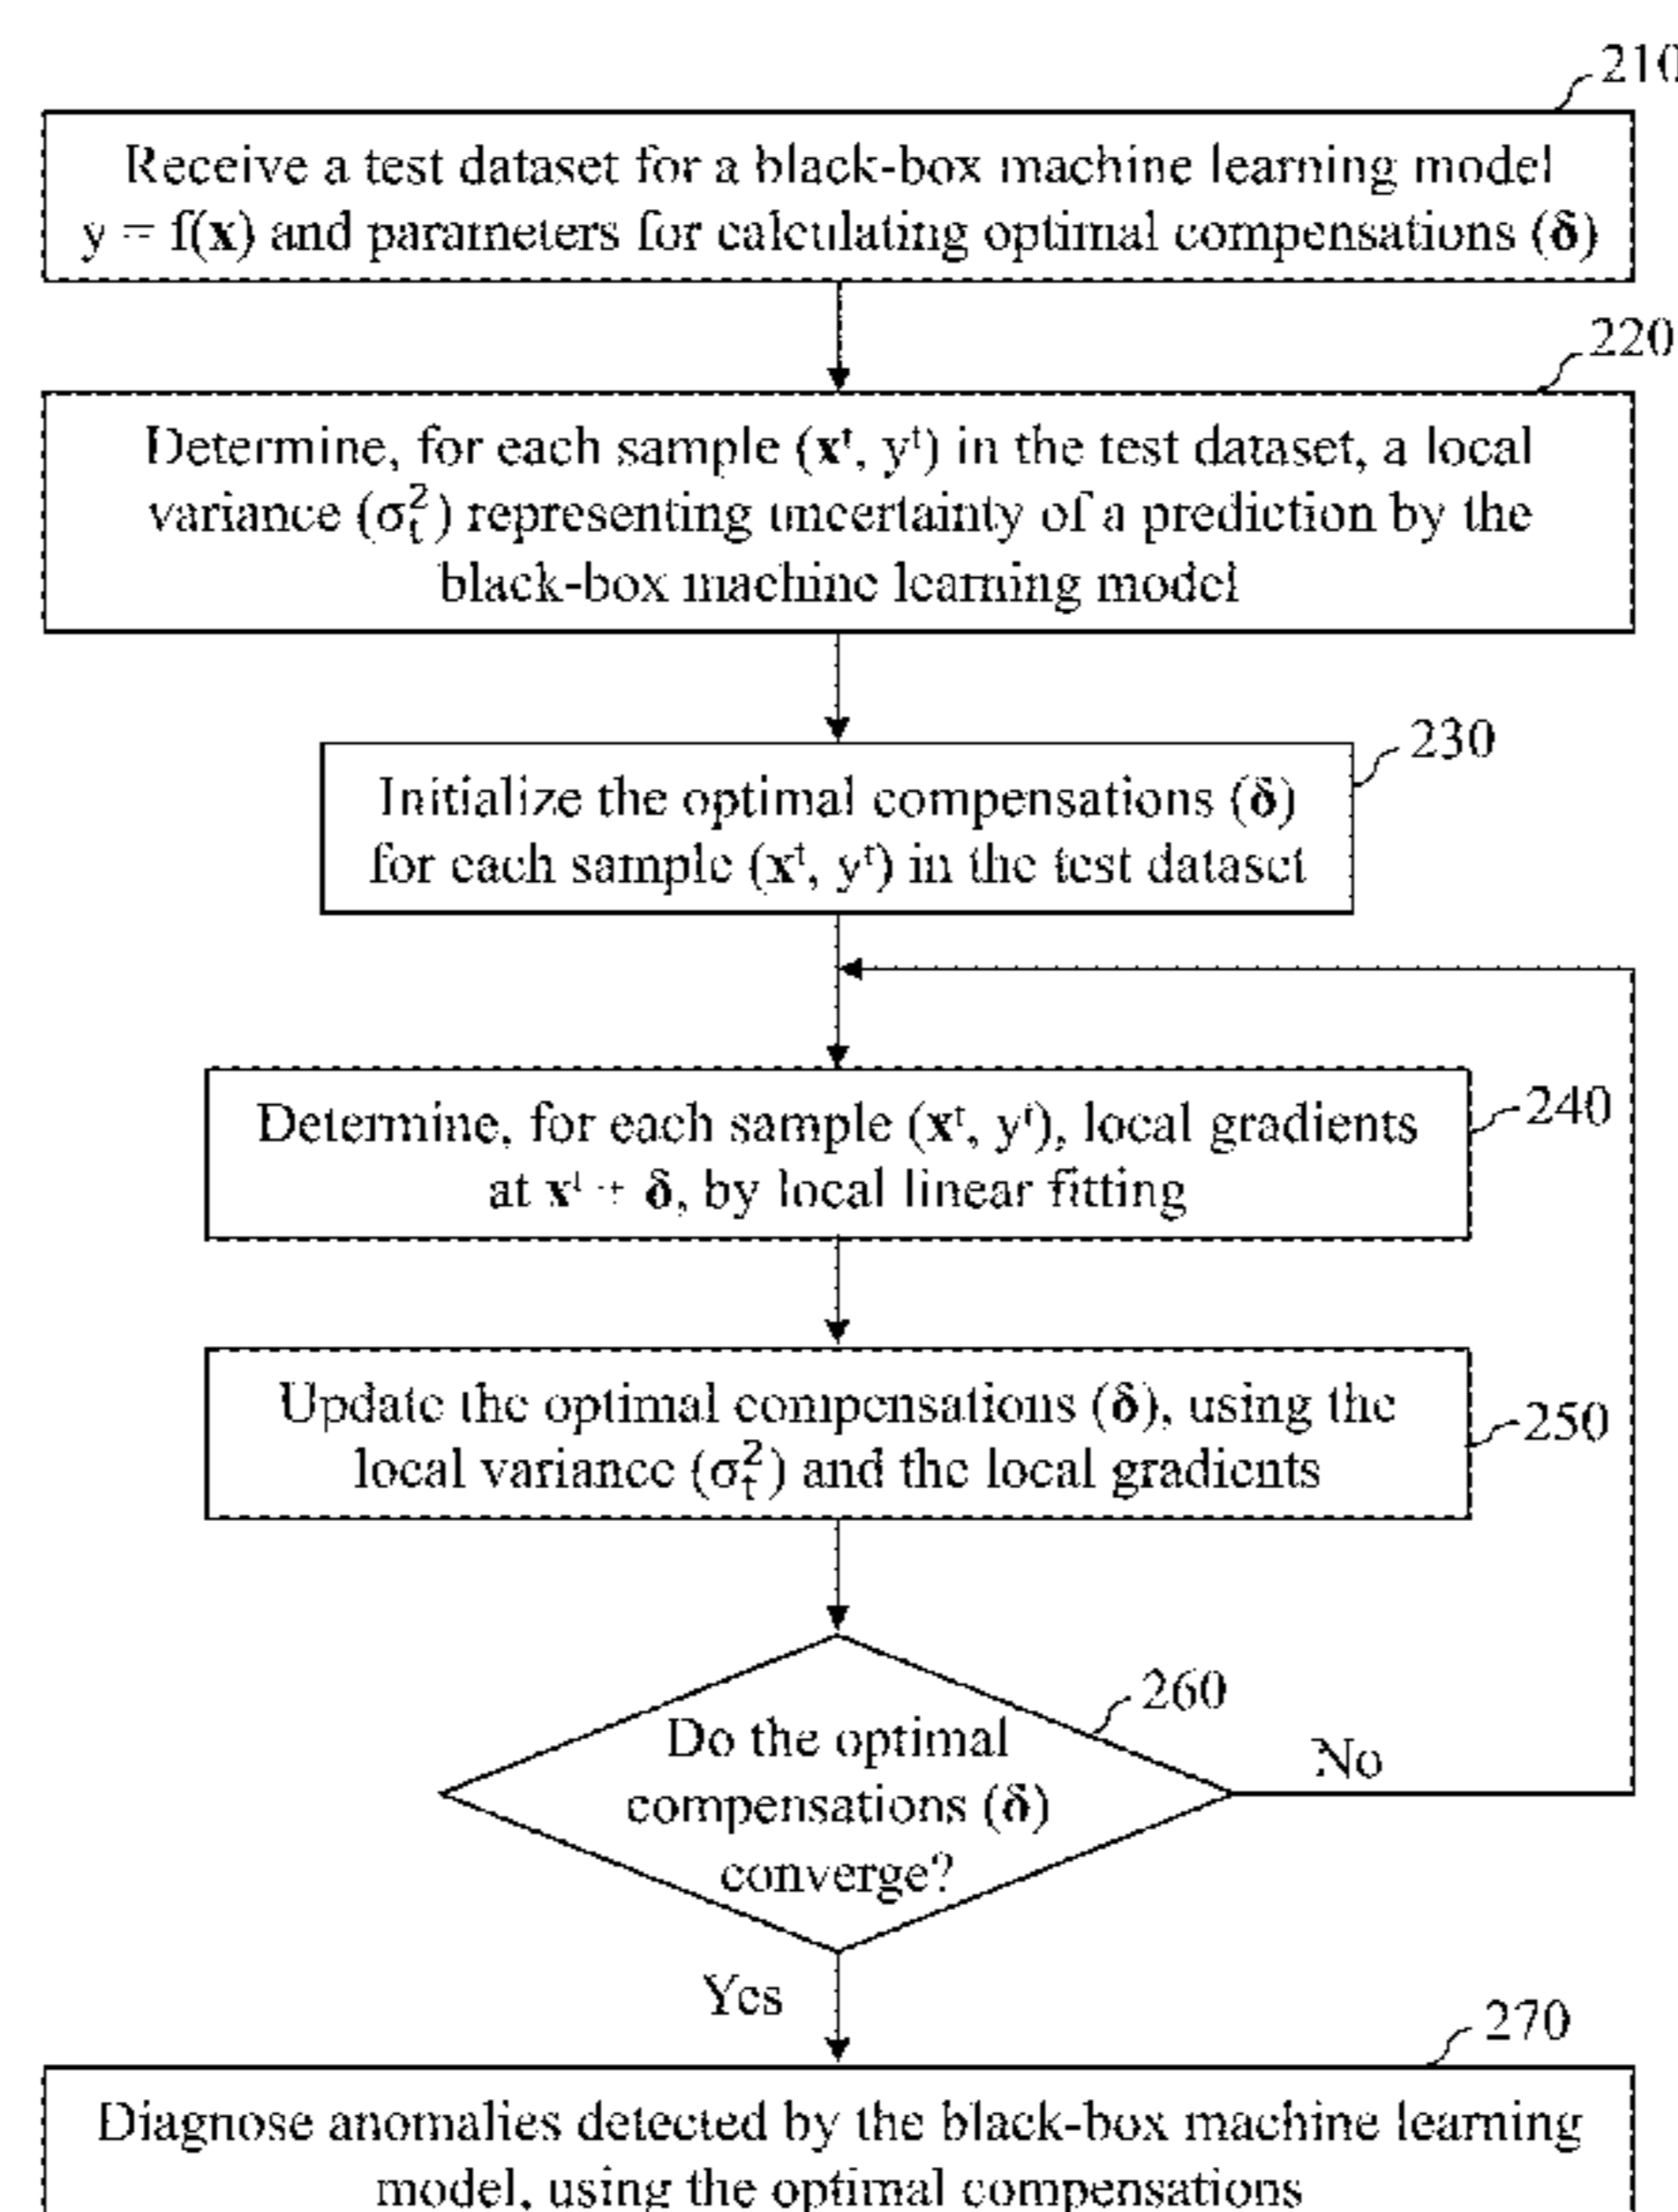 210
Receive a test dataset for a black-box machine learning model
y = f(x) and parameters for calculating optimal compensations (δ)
220
Determine, for each sample (xᵗ, yᵗ) in the test dataset, a local
variance (σₜ²) representing uncertainty of a prediction by the
black-box machine learning model
230
Initialize the optimal compensations (δ)
for each sample (xᵗ, yᵗ) in the test dataset
240
Determine, for each sample (xᵗ, yᵗ), local gradients
at xᵗ + δ, by local linear fitting
250
Update the optimal compensations (δ), using the
local variance (σₜ²) and the local gradients
260
Do the optimal
compensations (δ)
converge?
No
Yes
270
Diagnose anomalies detected by the black-box machine learning
model, using the optimal compensations